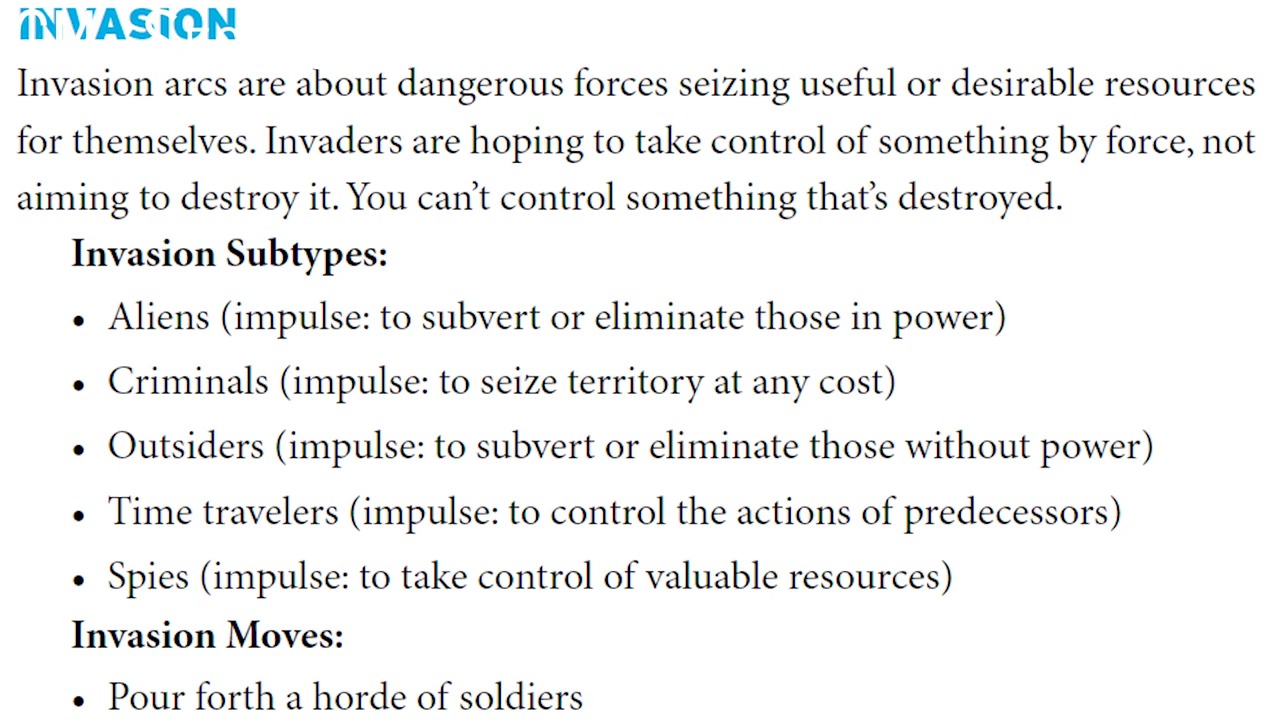 INVASION
Invasion arcs are about dangerous forces seizing useful or desirable resources
for themselves. Invaders are hoping to take control of something by force, not
aiming to destroy it. You can’t control something that’s destroyed.
Invasion Subtypes:
• Aliens (impulse: to subvert or eliminate those in power)
• Criminals (impulse: to seize territory at any cost)
• Outsiders (impulse: to subvert or eliminate those without power)
• Time travelers (impulse: to control the actions of predecessors)
• Spies (impulse: to take control of valuable resources)
Invasion Moves:
• Pour forth a horde of soldiers